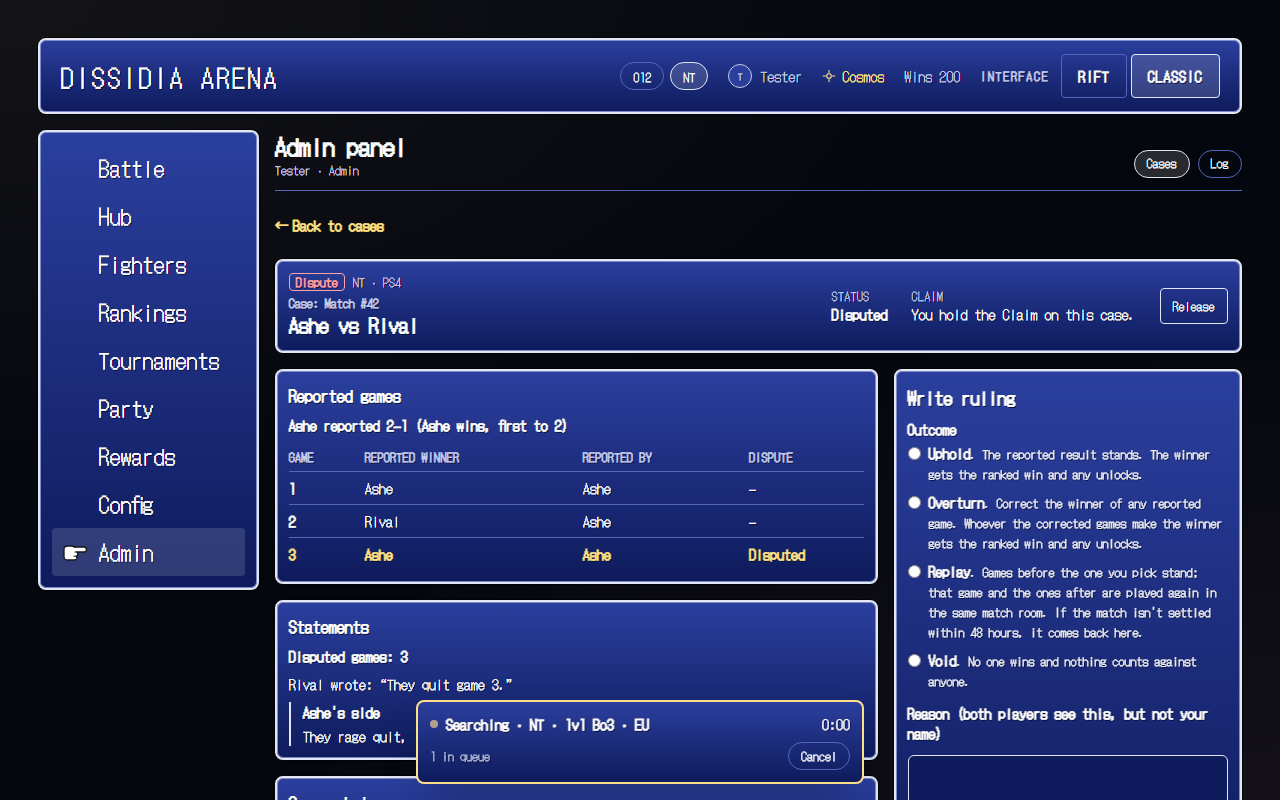 DISSIDIA ARENA
012 NT T Tester Cosmos Wins 200 INTERFACE RIFT CLASSIC
Battle
Hub
Fighters
Rankings
Tournaments
Party
Rewards
Config
Admin
Admin panel
Tester · Admin
Cases Log
← Back to cases
Dispute NT · PS4
Case: Match #42
Ashe vs Rival
STATUS
Disputed
CLAIM
You hold the Claim on this case.
Release
Reported games
Ashe reported 2–1 (Ashe wins, first to 2)
GAME REPORTED WINNER REPORTED BY DISPUTE
1 Ashe Ashe –
2 Rival Ashe –
3 Ashe Ashe Disputed
Statements
Disputed games: 3
Rival wrote: “They quit game 3.”
Ashe's side
They rage quit,
Searching · NT · 1v1 Bo3 · EU 0:00
1 in queue Cancel
Write ruling
Outcome
Uphold. The reported result stands. The winner
gets the ranked win and any unlocks.
Overturn. Correct the winner of any reported
game. Whoever the corrected games make the winner
gets the ranked win and any unlocks.
Replay. Games before the one you pick stand;
that game and the ones after are played again in
the same match room. If the match isn't settled
within 48 hours, it comes back here.
Void. No one wins and nothing counts against
anyone.
Reason (both players see this, but not your
name)